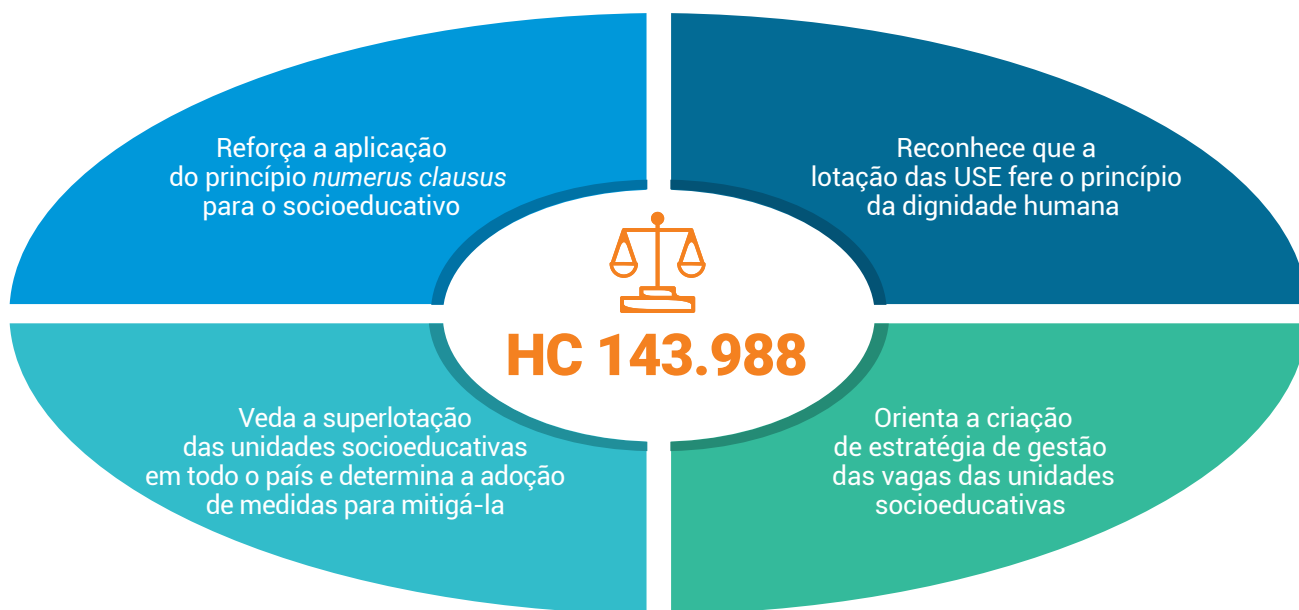 Reforça a aplicação
do princípio numerus clausus
para o socioeducativo
Reconhece que a
lotação das USE fere o princípio
da dignidade humana
HC 143.988
Veda a superlotação
das unidades socioeducativas
em todo o país e determina a adoção
de medidas para mitigá-la
Orienta a criação
de estratégia de gestão
das vagas das unidades
socioeducativas